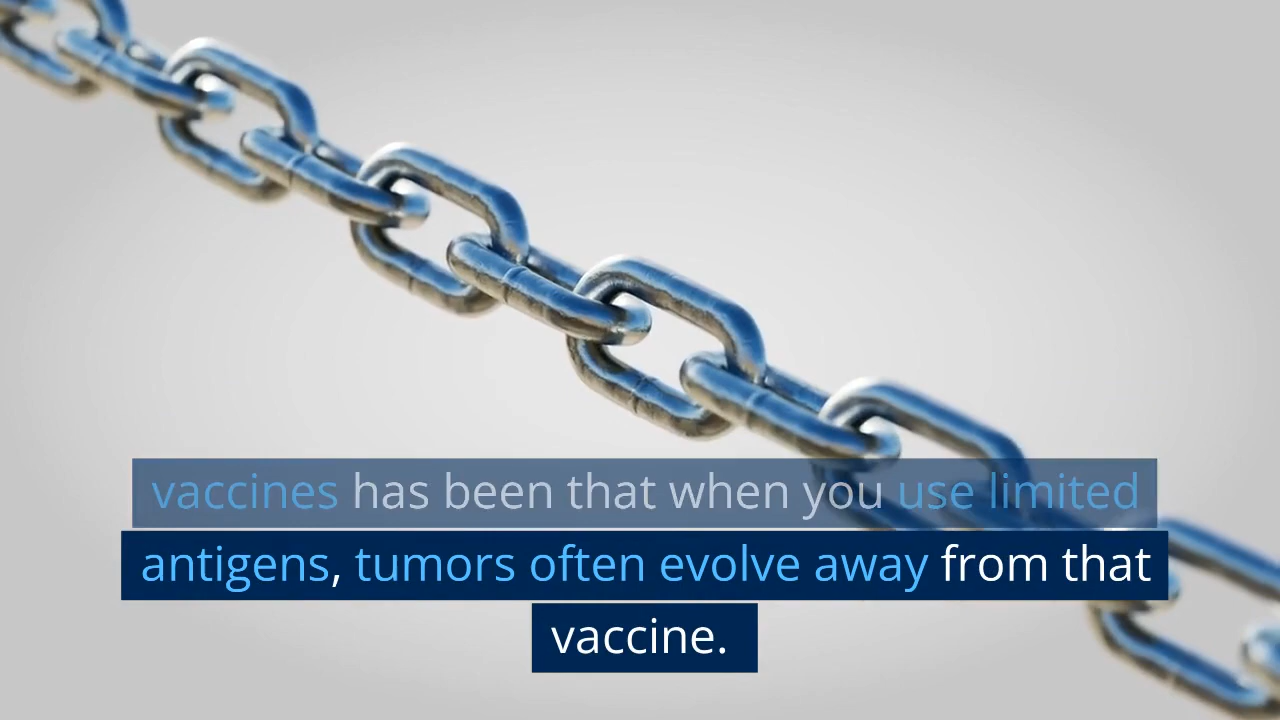 vaccines has been that when you use limited
antigens, tumors often evolve away from that
vaccine.